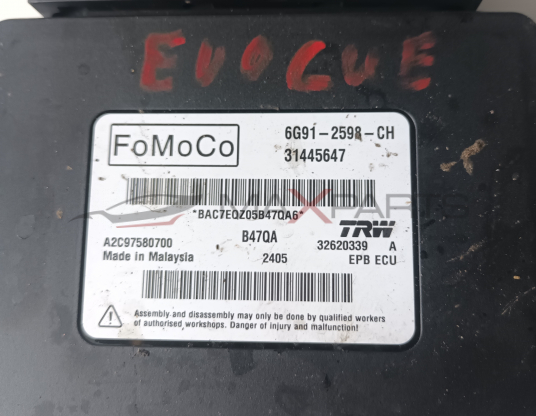 EVOGUE
FoMoCo
6G91-2598-CH
31445647
MAXPARTS
*BAC7EQZ05B47QA6*
B47QA
TRW
A2C97580700
32620339 A
Made in Malaysia
2405
EPB ECU
Assembly and disassembly may only be done by qualified workers
of authorised workshops. Danger of injury and malfunction!